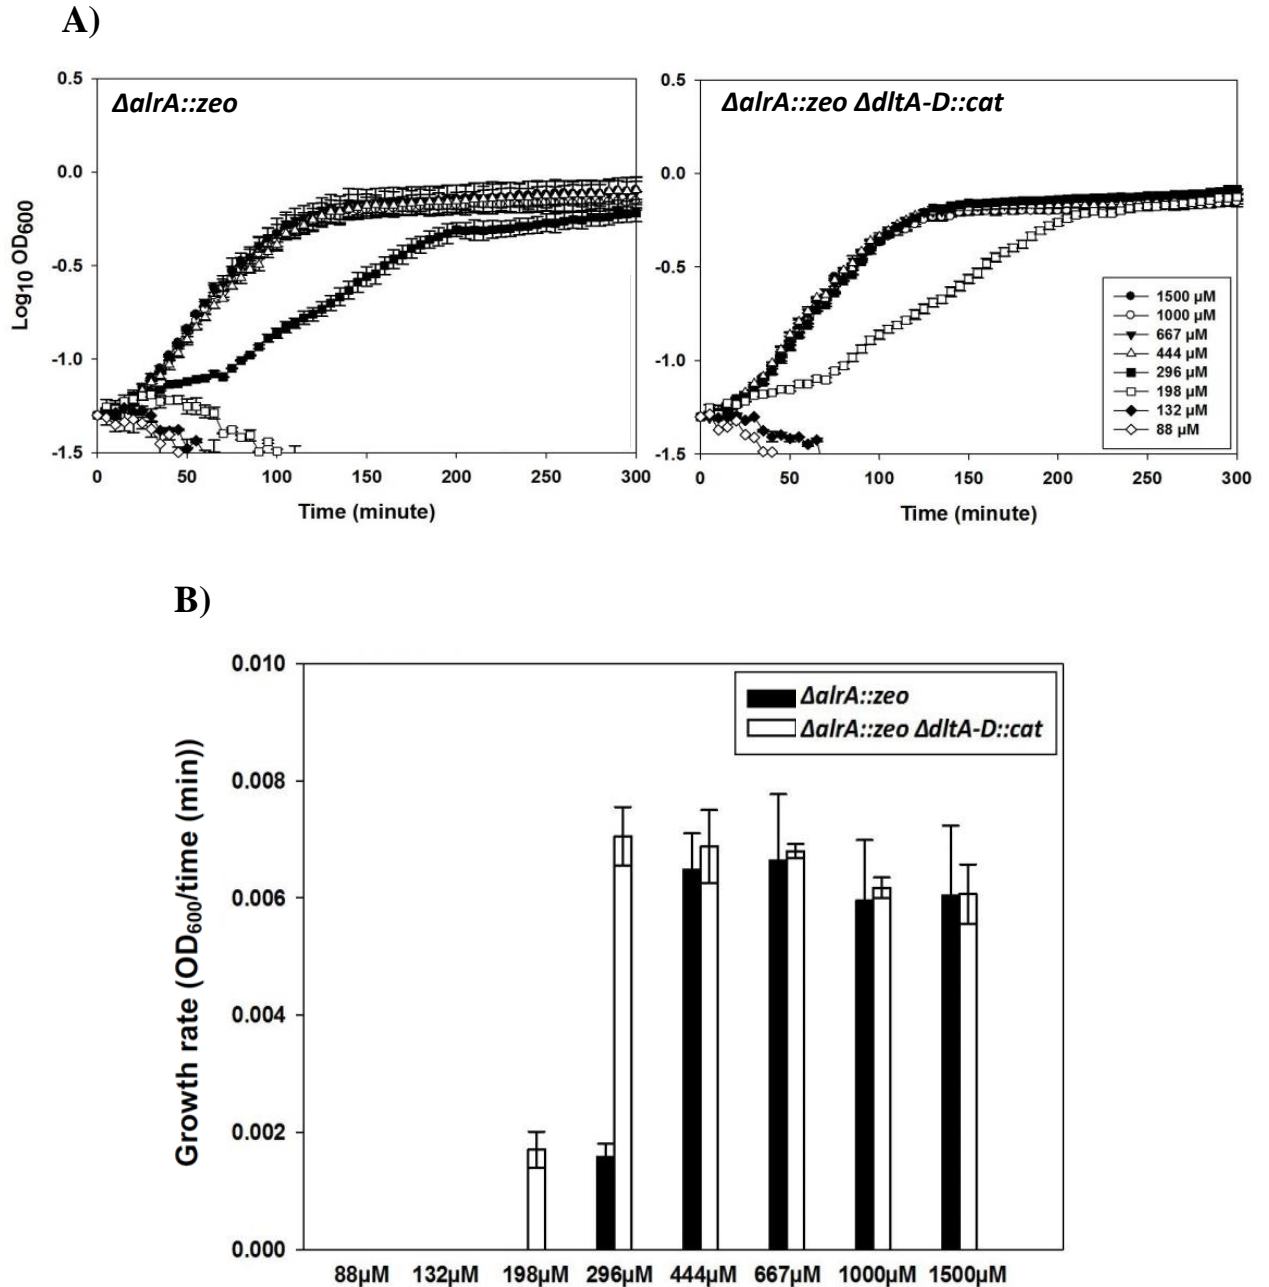 A)
ΔalrA::zeo
ΔalrA::zeo ΔdltA-D::cat
0.5
0.0
-0.5
-1.0
-1.5
Log10 OD600
0 50 100 150 200 250 300
Time (minute)
0.5
0.0
-0.5
-1.0
-1.5
0 50 100 150 200 250 300
Time (minute)
1500 µM
1000 µM
667 µM
444 µM
296 µM
198 µM
132 µM
88 µM
B)
0.010
0.008
0.006
0.004
0.002
0.000
Growth rate (OD600/time (min))
ΔalrA::zeo
ΔalrA::zeo ΔdltA-D::cat
88µM 132µM 198µM 296µM 444µM 667µM 1000µM 1500µM